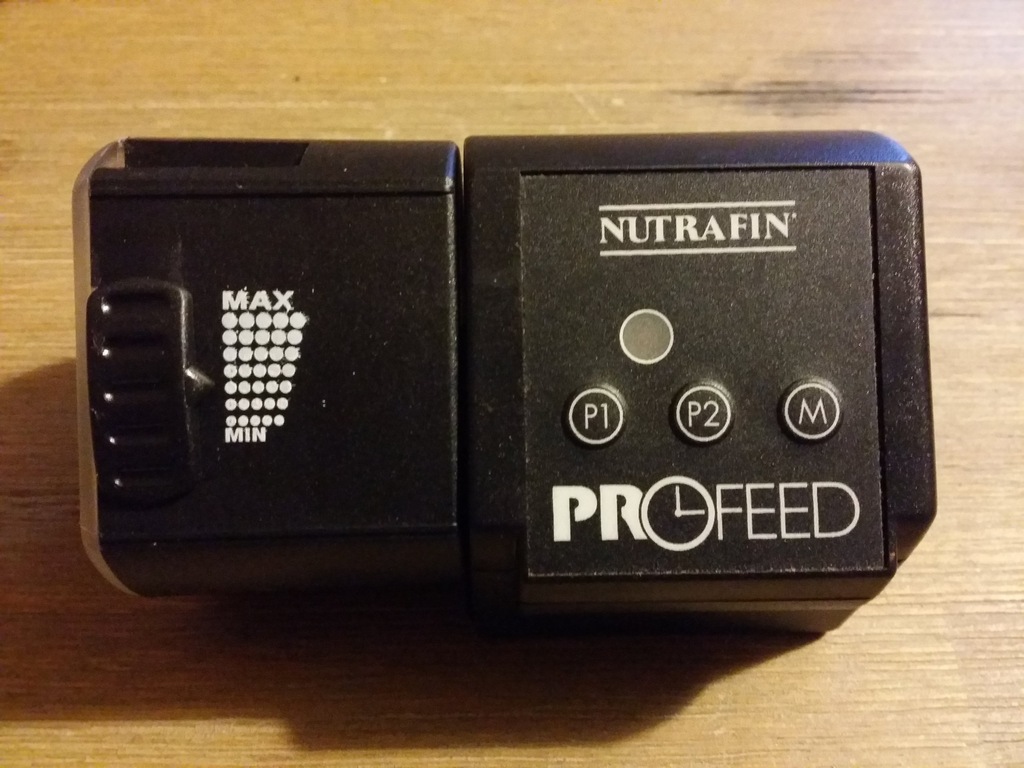 MAX
MIN
NUTRAFIN
P1 P2 M
PROFEED